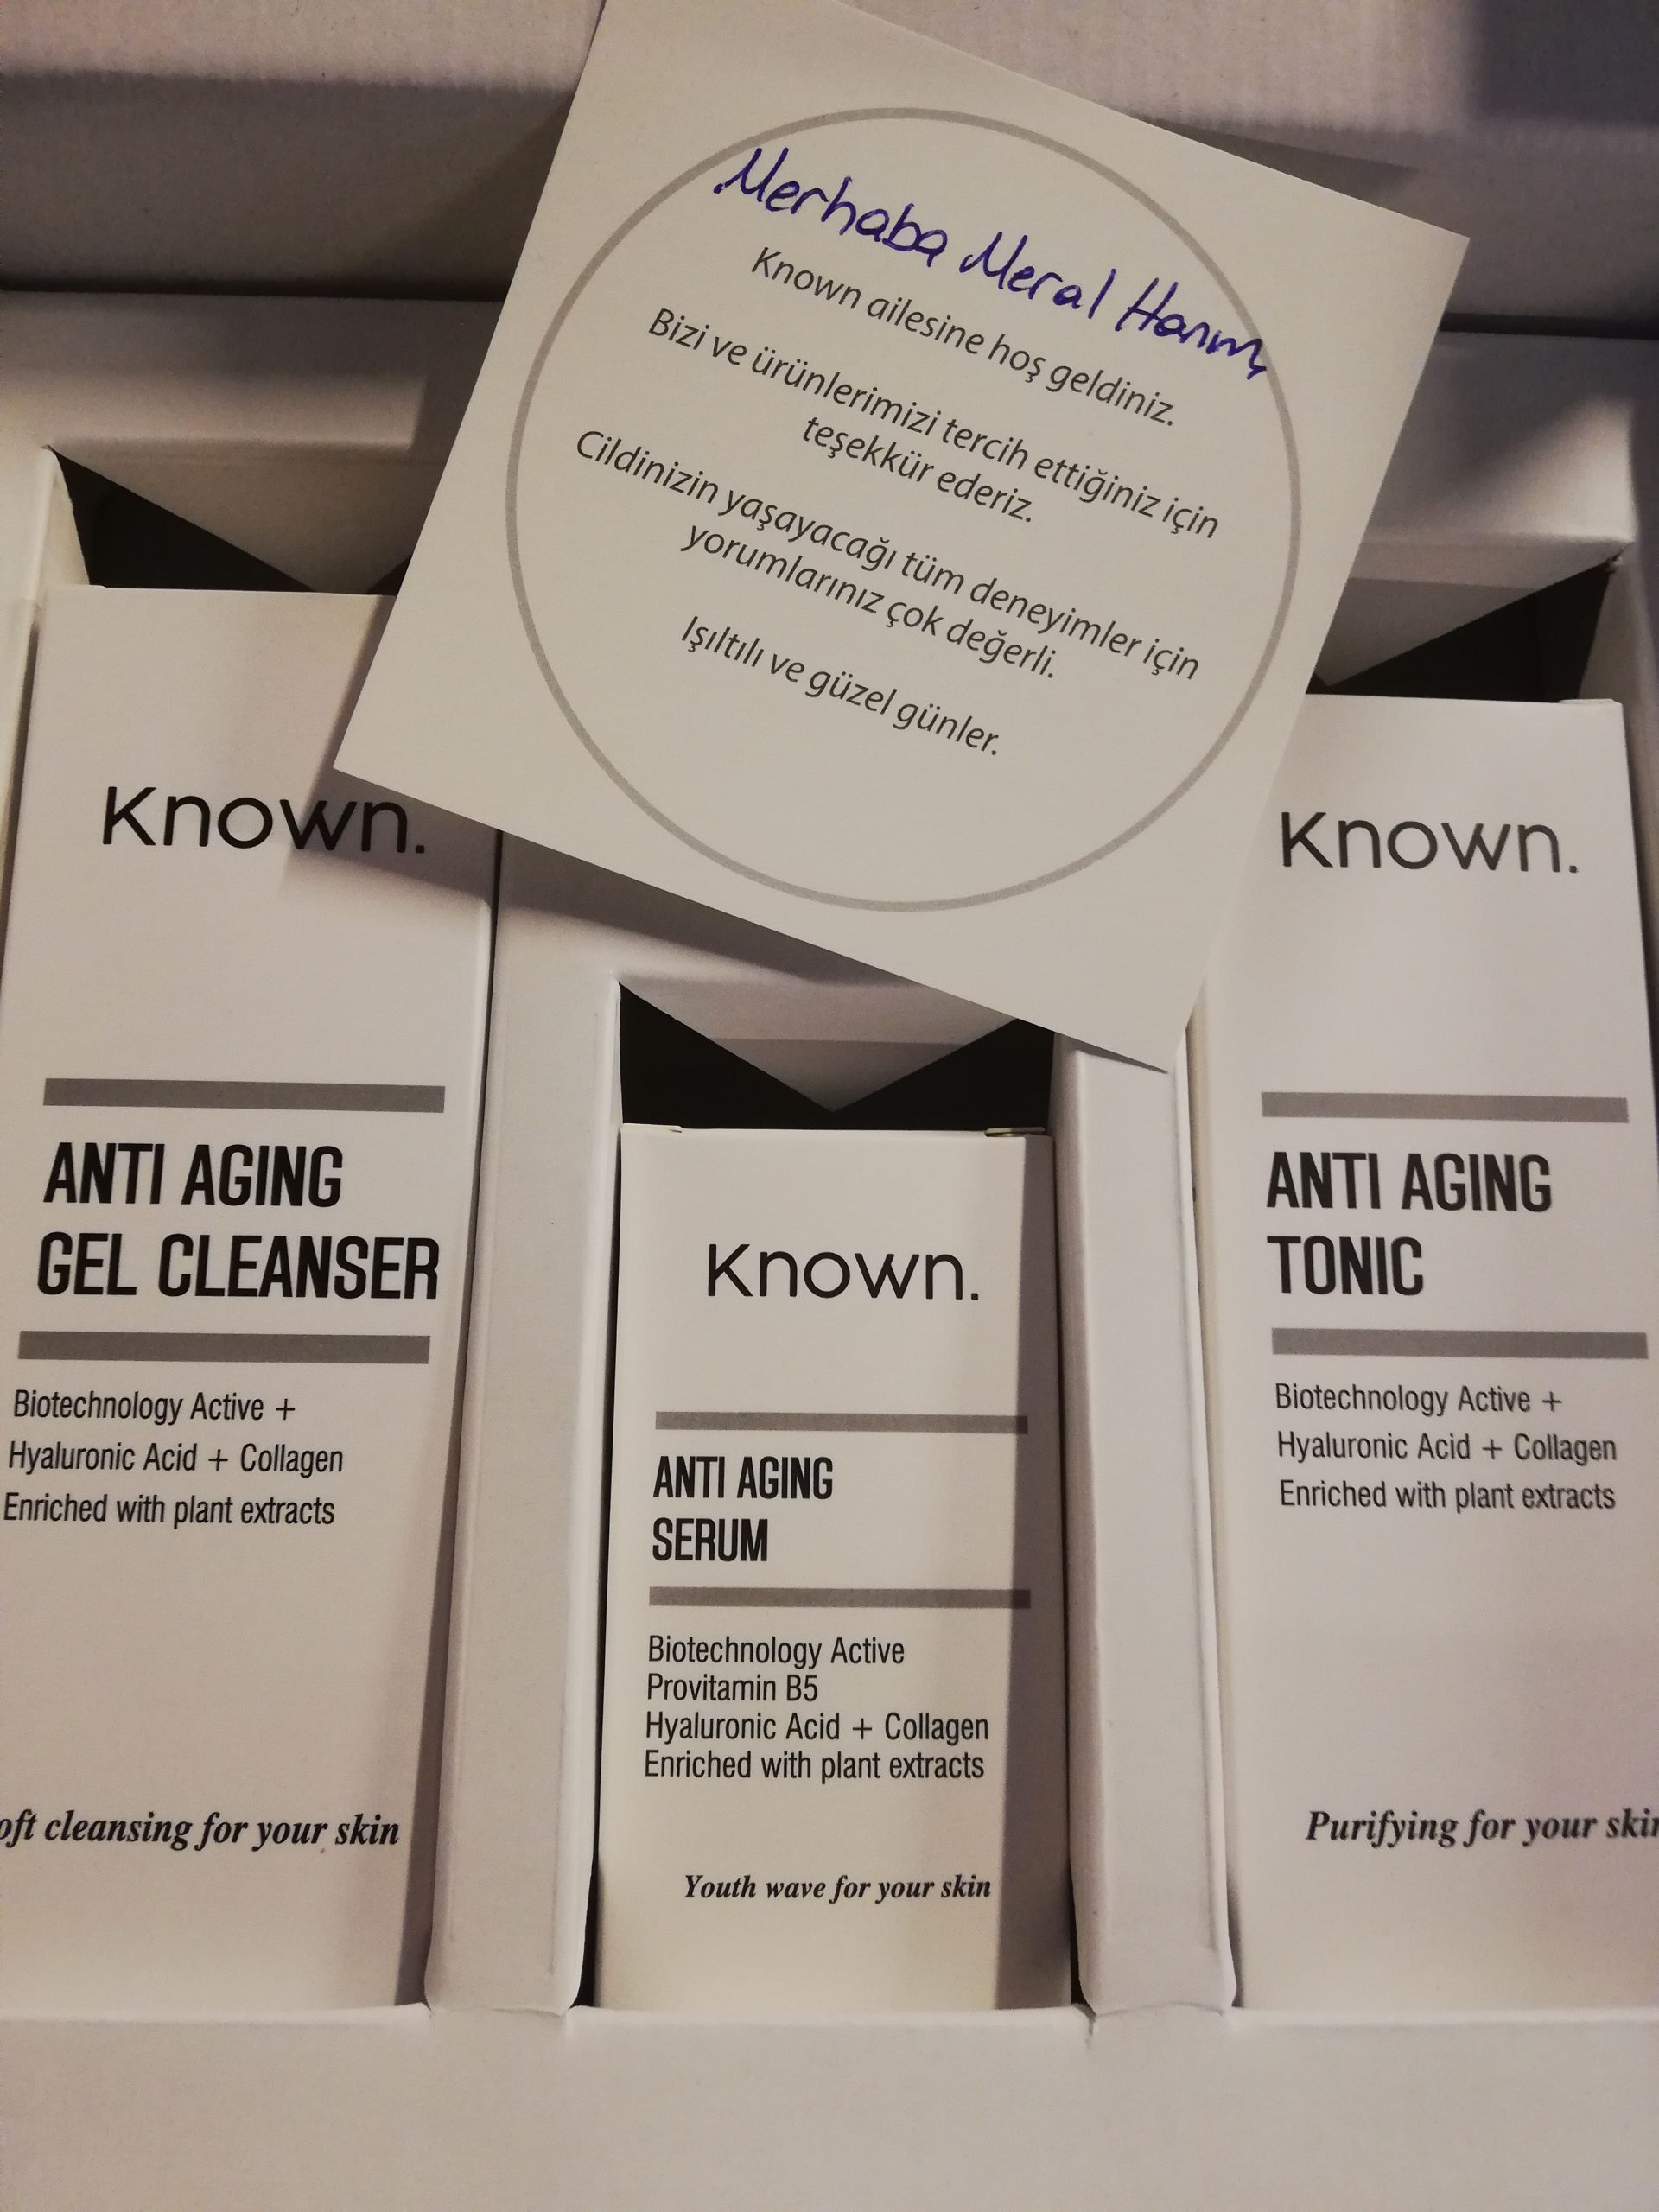 Merhaba Meral Hanım,
Known ailesine hoş geldiniz.
Bizi ve ürünlerimizi tercih ettiğiniz için
teşekkür ederiz.
Cildinizin yaşayacağı tüm deneyimler için
yorumlarınız çok değerli.
Işıltılı ve güzel günler.
Known.
ANTI AGING
GEL CLEANSER
Biotechnology Active +
Hyaluronic Acid + Collagen
Enriched with plant extracts
oft cleansing for your skin
Known.
ANTI AGING
SERUM
Biotechnology Active
Provitamin B5
Hyaluronic Acid + Collagen
Enriched with plant extracts
Youth wave for your skin
Known.
ANTI AGING
TONIC
Biotechnology Active +
Hyaluronic Acid + Collagen
Enriched with plant extracts
Purifying for your skin